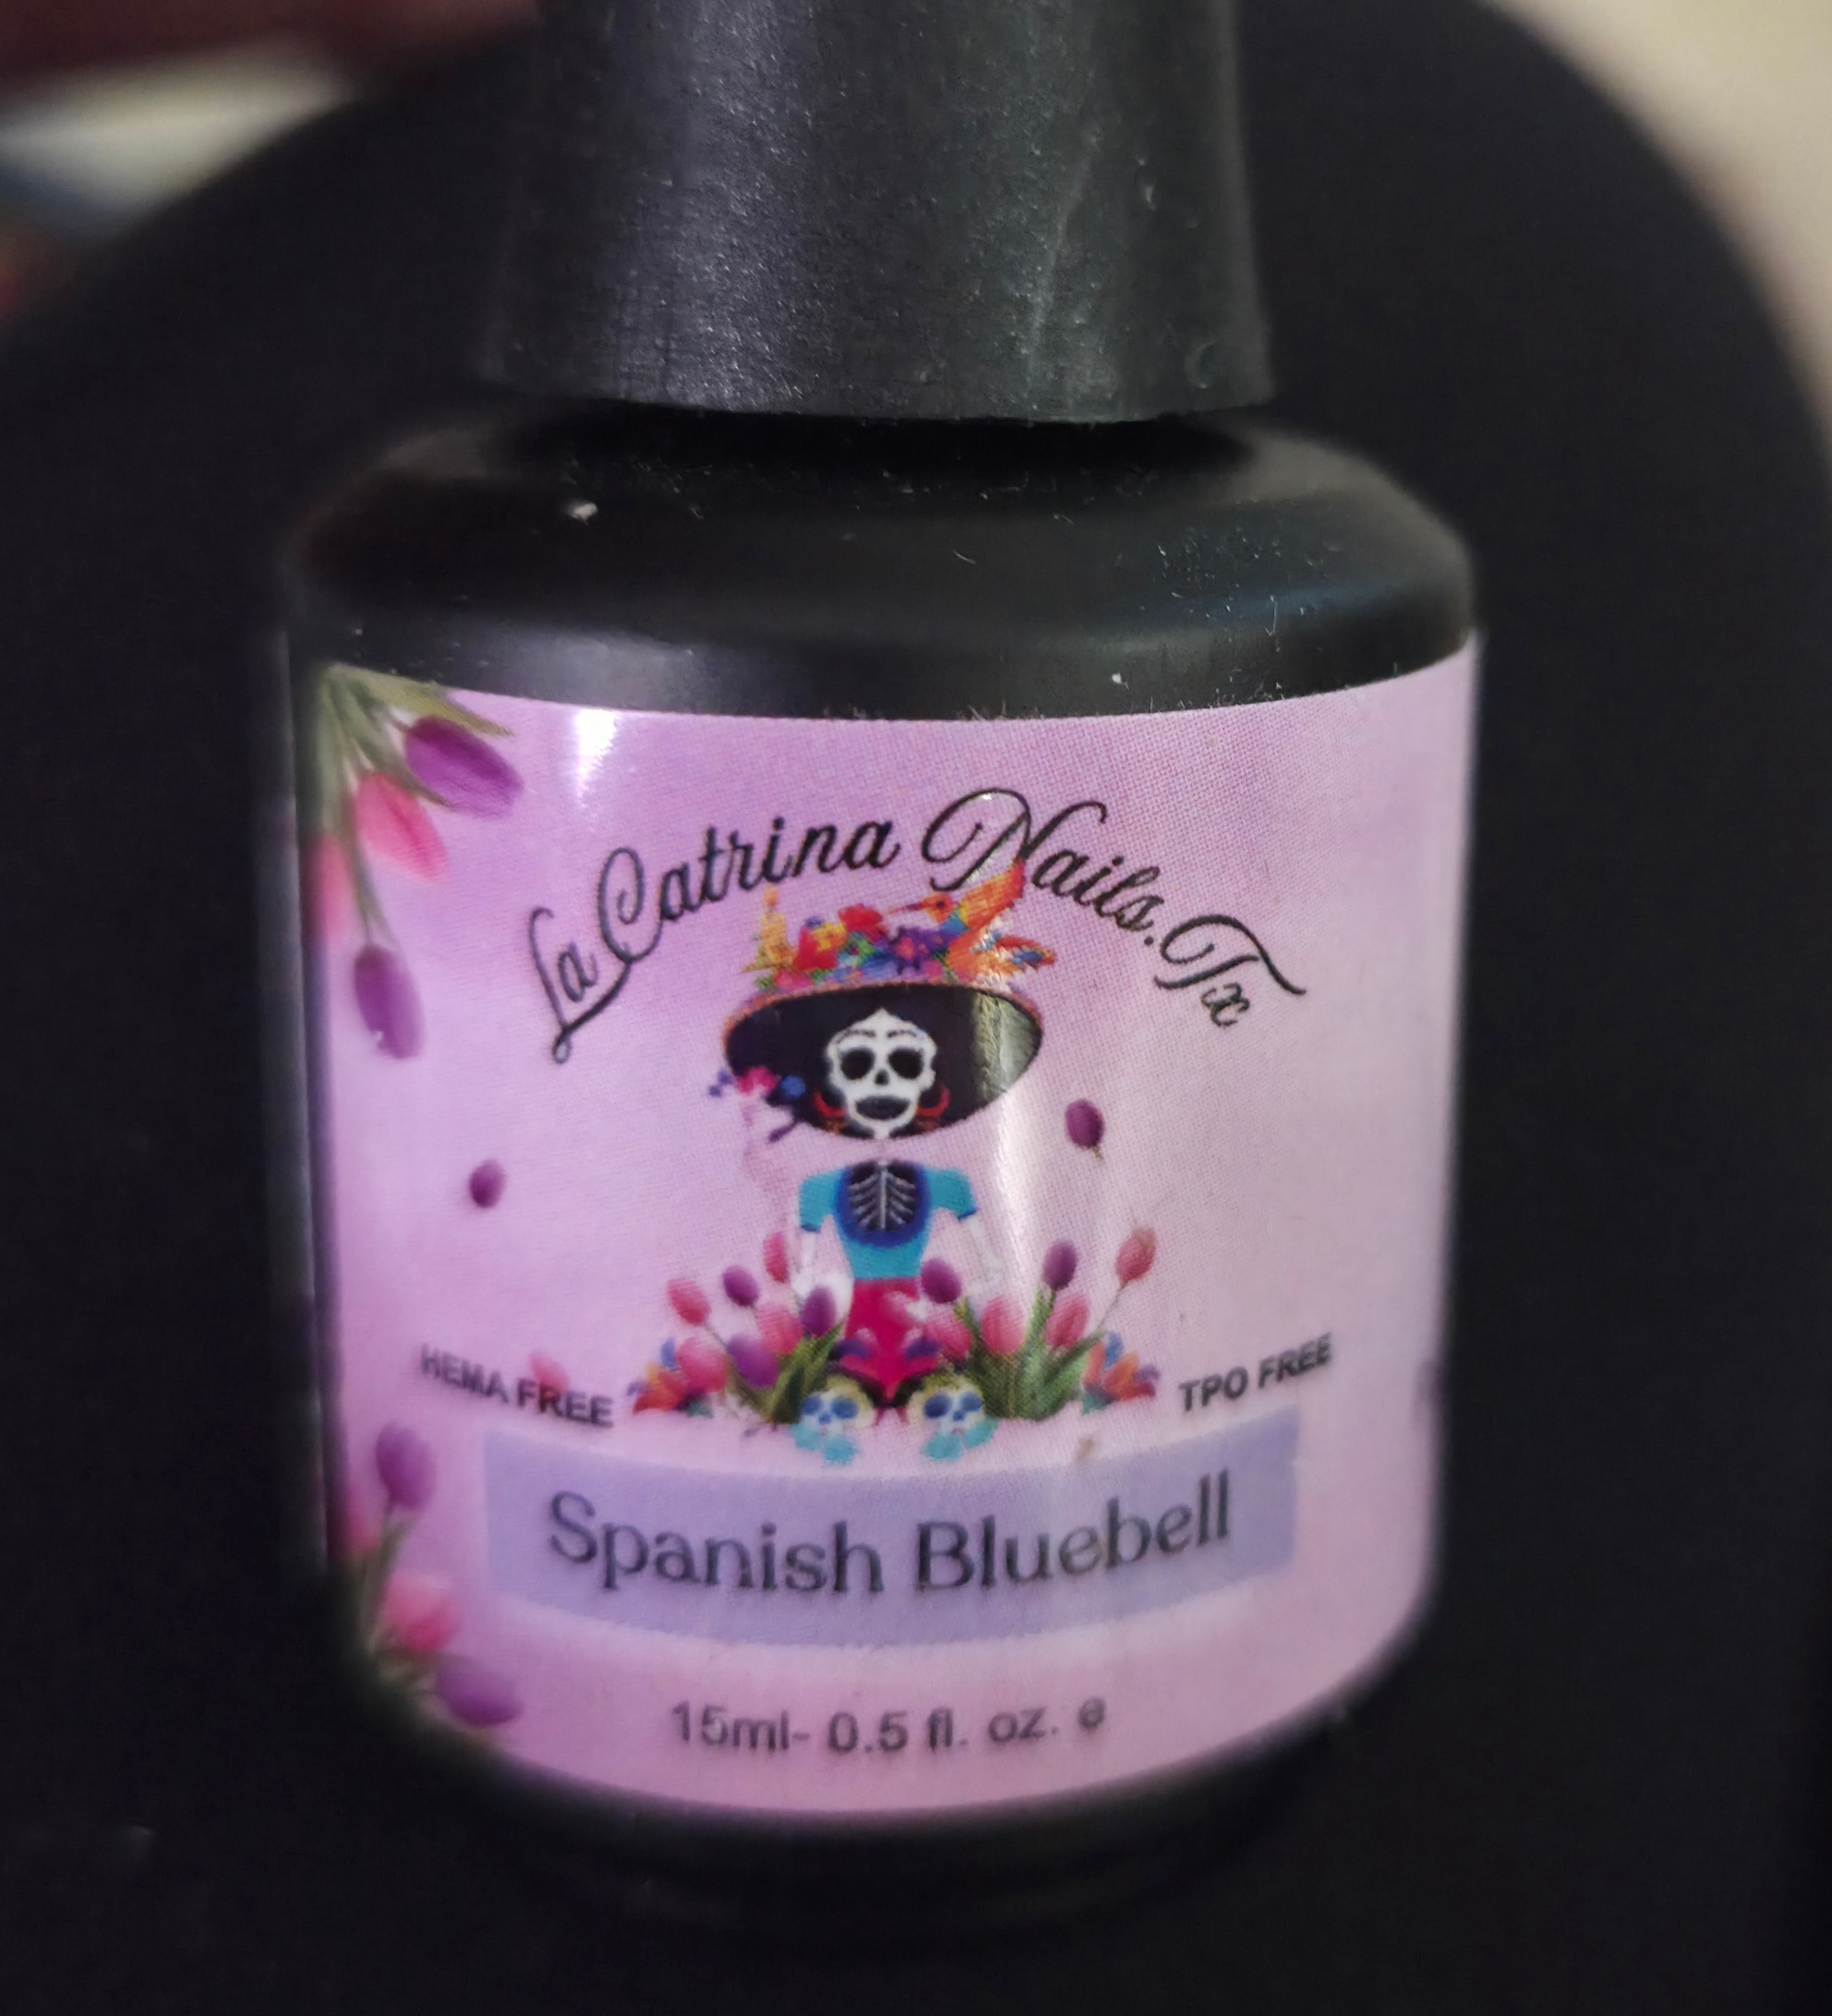 La Catrina Nails.Tx
HEMA FREE
TPO FREE
Spanish Bluebell
15ml- 0.5 fl. oz. e